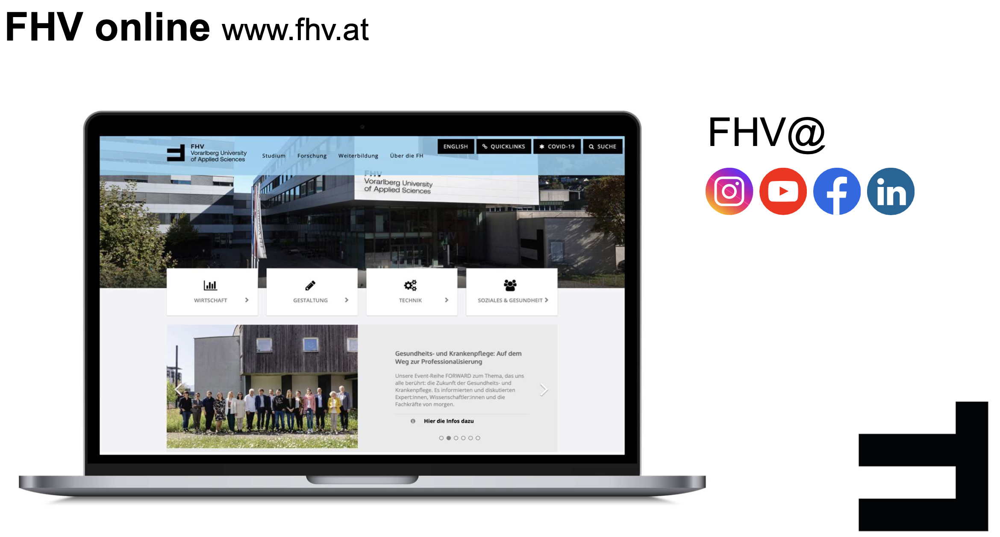 FHV online www.fhv.at
FHV
Vorarlberg University
of Applied Sciences
Studium Forschung Weiterbildung Über die FH
ENGLISH QUICKLINKS COVID-19 SUCHE
FHV
Vorarlberg University
of Applied Sciences
FHV
WIRTSCHAFT
GESTALTUNG
TECHNIK
SOZIALES & GESUNDHEIT
Gesundheits- und Krankenpflege: Auf dem
Weg zur Professionalisierung
Unsere Event-Reihe FORWARD zum Thema, das uns
alle berührt: die Zukunft der Gesundheits- und
Krankenpflege. Es informierten und diskutierten
Expert:innen, Wissenschaftler:innen und die
Fachkräfte von morgen.
Hier die Infos dazu
FHV@
in